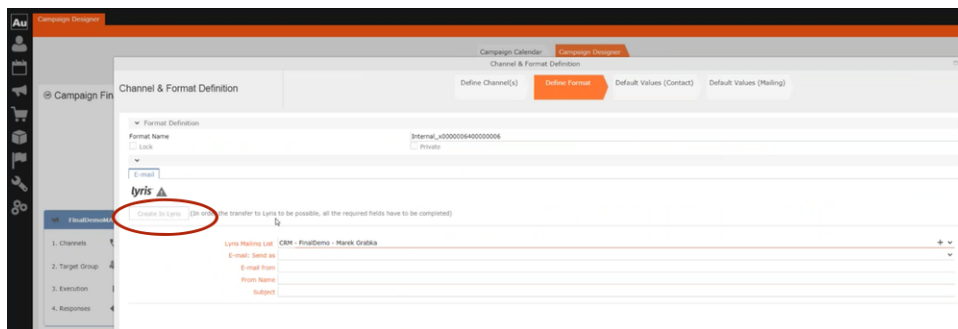 Au
Campaign Designer
Campaign Calendar
Campaign Designer
Channel & Format Definition
Campaign Fin
Channel & Format Definition
Define Channel(s)
Define Format
Default Values (Contact)
Default Values (Mailing)
Format Definition
Format Name
Internal_x0000006400000006
Lock
Private
E-mail
lyris
Create In Lyris
(In order the transfer to Lyris to be possible, all the required fields have to be completed)
FinalDemoMA
1. Channels
Lyris Mailing List
CRM - FinalDemo - Marek Grabka
E-mail: Send as
2. Target Group
E-mail from
From Name
3. Execution
Subject
4. Responses